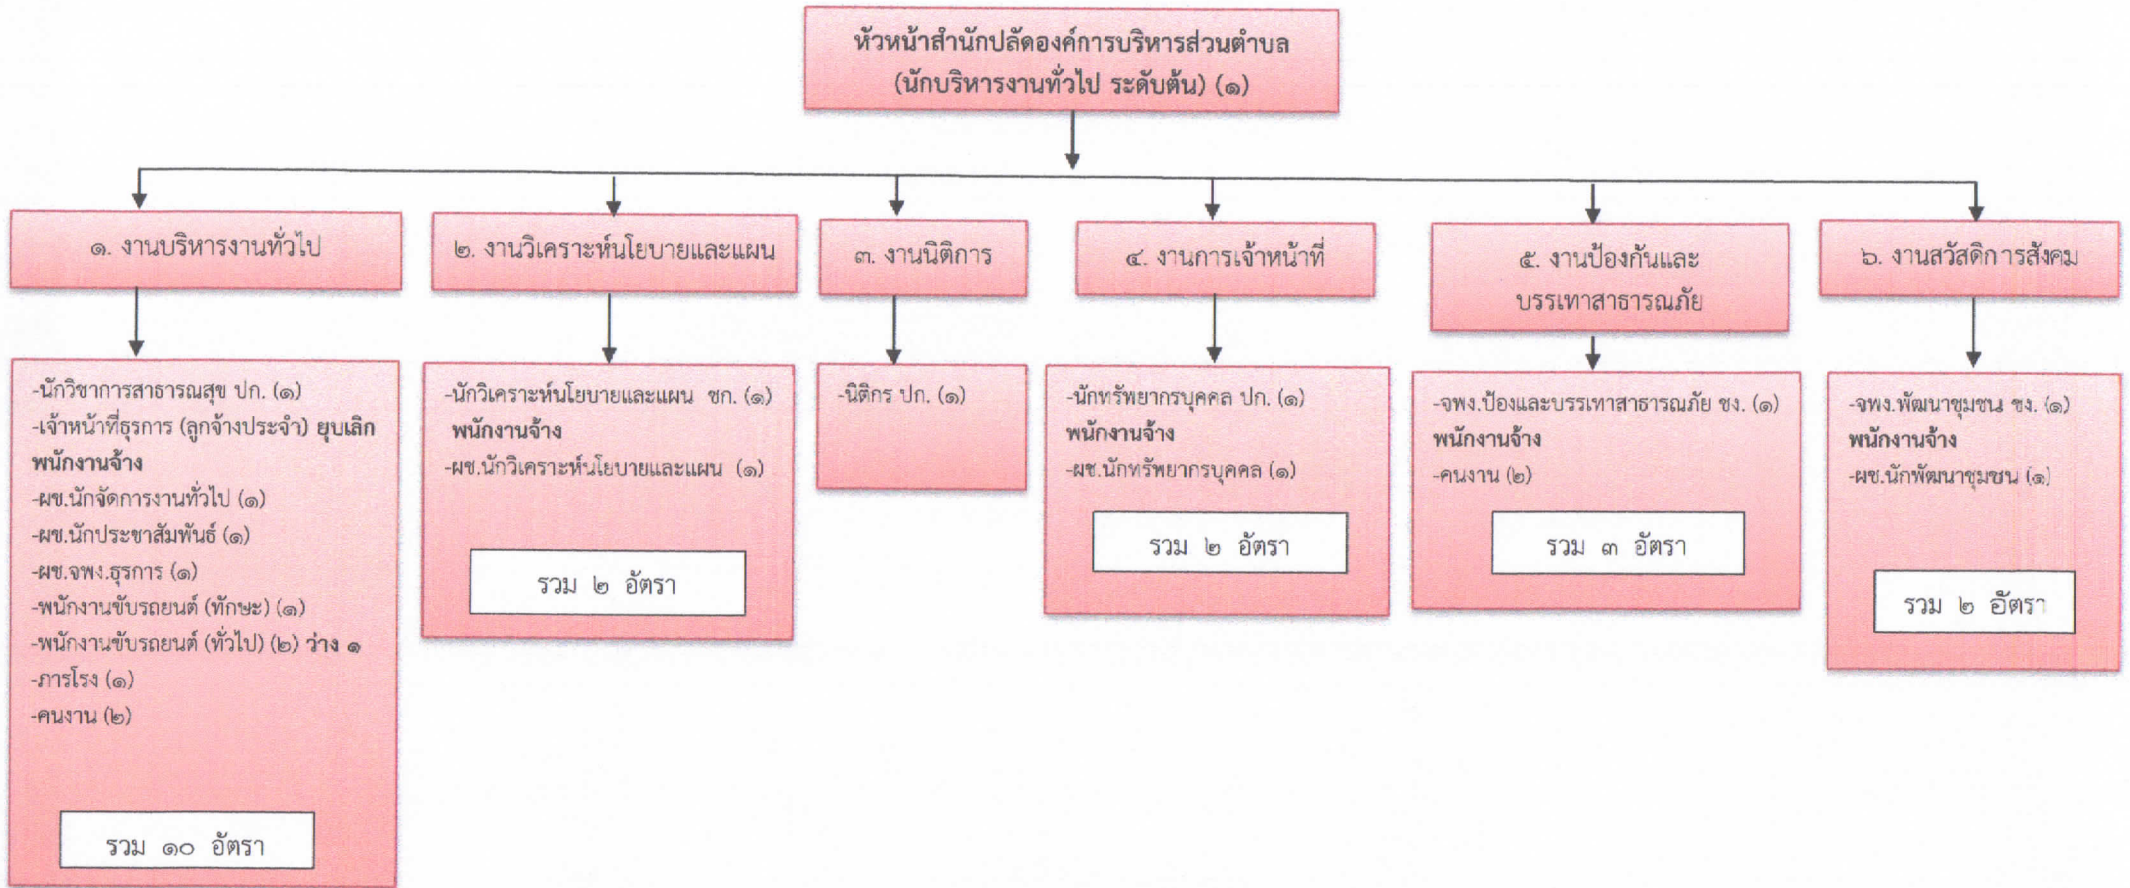 หัวหน้าสำนักปลัดองค์การบริหารส่วนตำบล
(นักบริหารงานทั่วไป ระดับต้น) (๑)
๑. งานบริหารงานทั่วไป
-นักวิชาการสาธารณสุข ปก. (๑)
-เจ้าหน้าที่ธุรการ (ลูกจ้างประจำ) ยุบเลิก
พนักงานจ้าง
-ผช.นักจัดการงานทั่วไป (๑)
-ผช.นักประชาสัมพันธ์ (๑)
-ผช.จพง.ธุรการ (๑)
-พนักงานขับรถยนต์ (ทักษะ) (๑)
-พนักงานขับรถยนต์ (ทั่วไป) (๒) ว่าง ๑
-ภารโรง (๑)
-คนงาน (๒)
รวม ๑๐ อัตรา
๒. งานวิเคราะห์นโยบายและแผน
-นักวิเคราะห์นโยบายและแผน ชก. (๑)
พนักงานจ้าง
-ผช.นักวิเคราะห์นโยบายและแผน (๑)
รวม ๒ อัตรา
๓. งานนิติการ
-นิติกร ปก. (๑)
๔. งานการเจ้าหน้าที่
-นักทรัพยากรบุคคล ปก. (๑)
พนักงานจ้าง
-ผช.นักทรัพยากรบุคคล (๑)
รวม ๒ อัตรา
๕. งานป้องกันและ
บรรเทาสาธารณภัย
-จพง.ป้องและบรรเทาสาธารณภัย ชง. (๑)
พนักงานจ้าง
-คนงาน (๒)
รวม ๓ อัตรา
๖. งานสวัสดิการสังคม
-จพง.พัฒนาชุมชน ชง. (๑)
พนักงานจ้าง
-ผช.นักพัฒนาชุมชน (๑)
รวม ๒ อัตรา